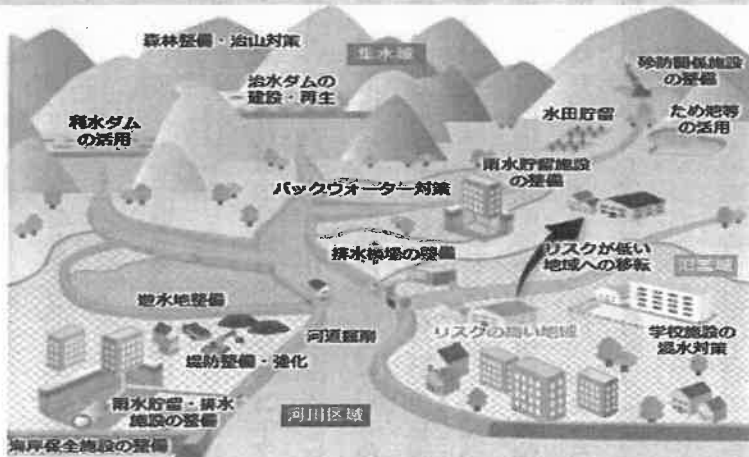 森林整備・治山対策
集水域
砂防関係施設
の整備
治水ダムの
建設・再生
水田貯留
ため池等
の活用
利水ダム
の活用
雨水貯留施設
の整備
バックウォーター対策
排水機場の整備
リスクが低い
地域への移転
氾濫域
遊水地整備
河道掘削
リスクの高い地域
学校施設の
浸水対策
堤防整備・強化
雨水貯留・排水
施設の整備
河川区域
海岸保全施設の整備